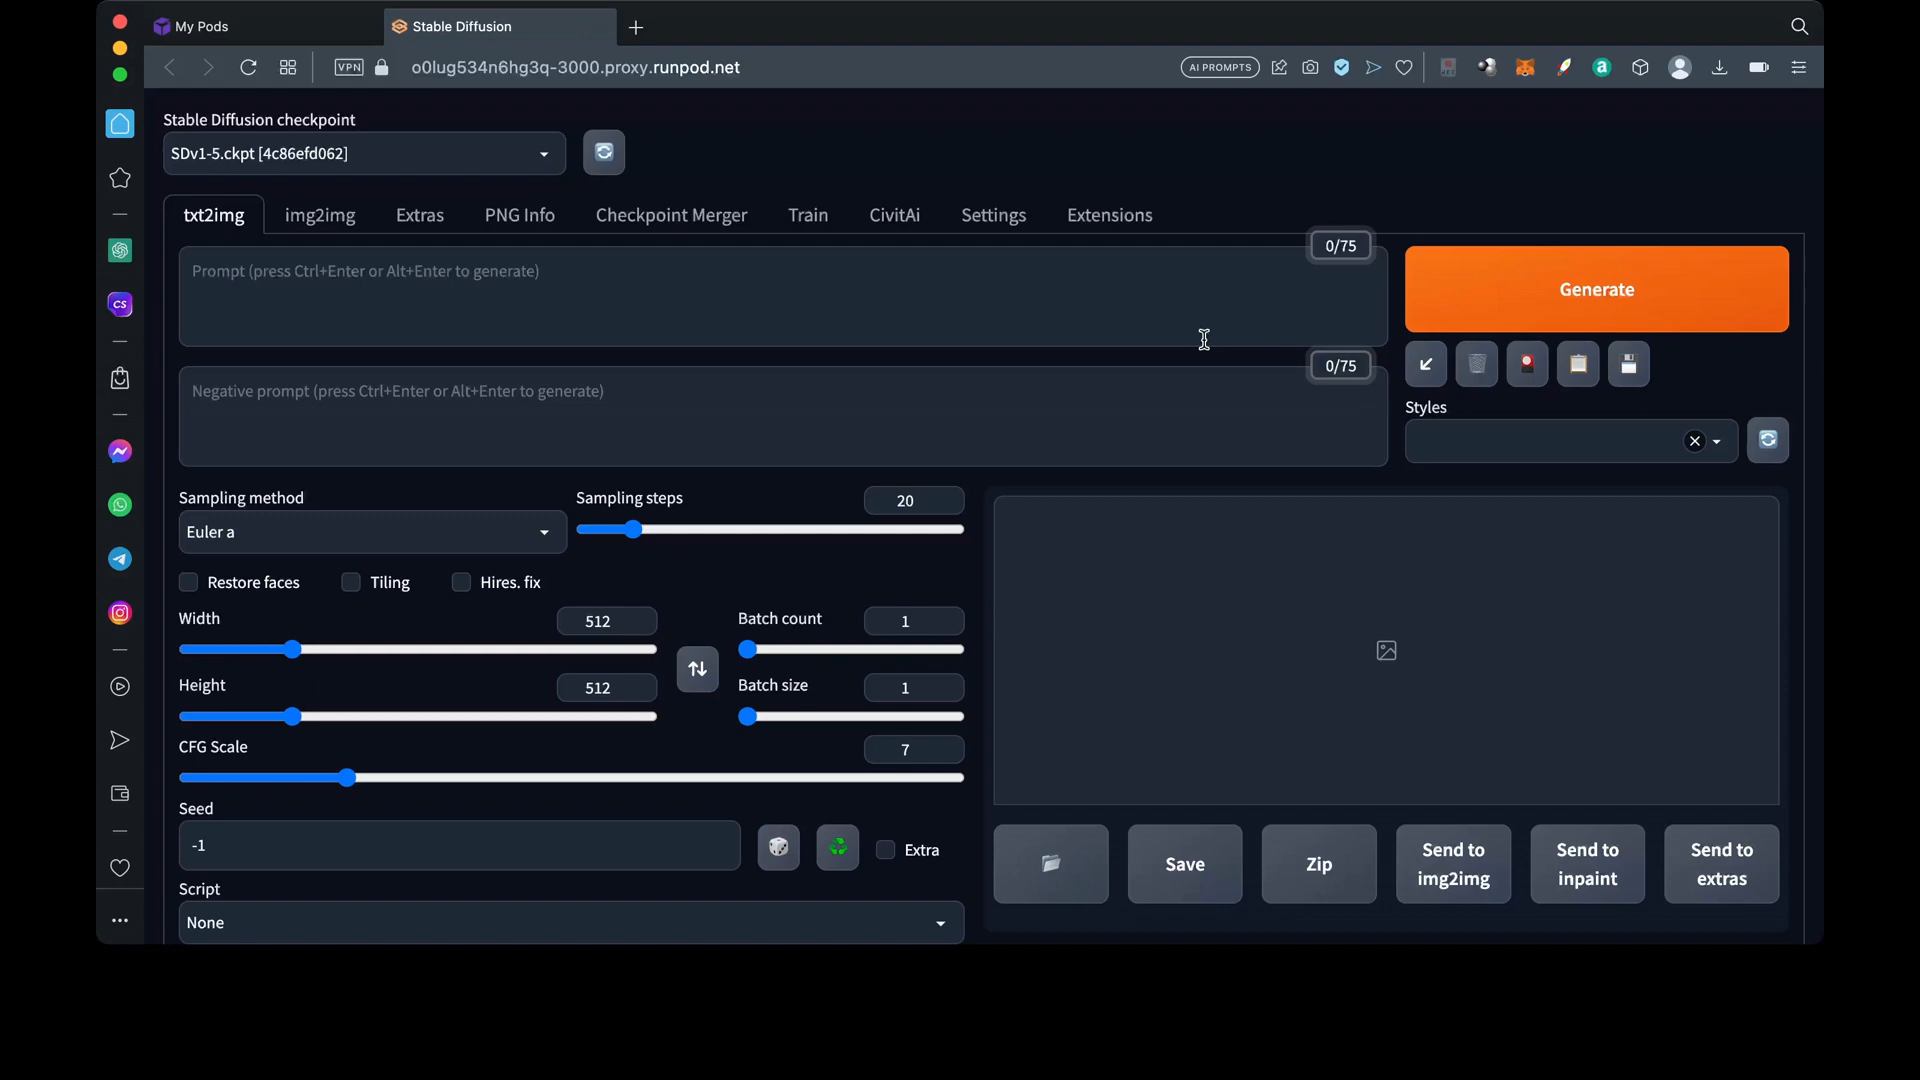 My Pods
Stable Diffusion
VPN
o0lug534n6hg3q-3000.proxy.runpod.net
AI PROMPTS
Stable Diffusion checkpoint
SDv1-5.ckpt [4c86efd062]
txt2img
img2img
Extras
PNG Info
Checkpoint Merger
Train
CivitAi
Settings
Extensions
0/75
Prompt (press Ctrl+Enter or Alt+Enter to generate)
Generate
0/75
Negative prompt (press Ctrl+Enter or Alt+Enter to generate)
Styles
Sampling method
Sampling steps
20
Euler a
Restore faces
Tiling
Hires. fix
Width
512
Batch count
1
Height
512
Batch size
1
CFG Scale
7
Seed
-1
Extra
Script
None
Save
Zip
Send to
img2img
Send to
inpaint
Send to
extras
CS
a